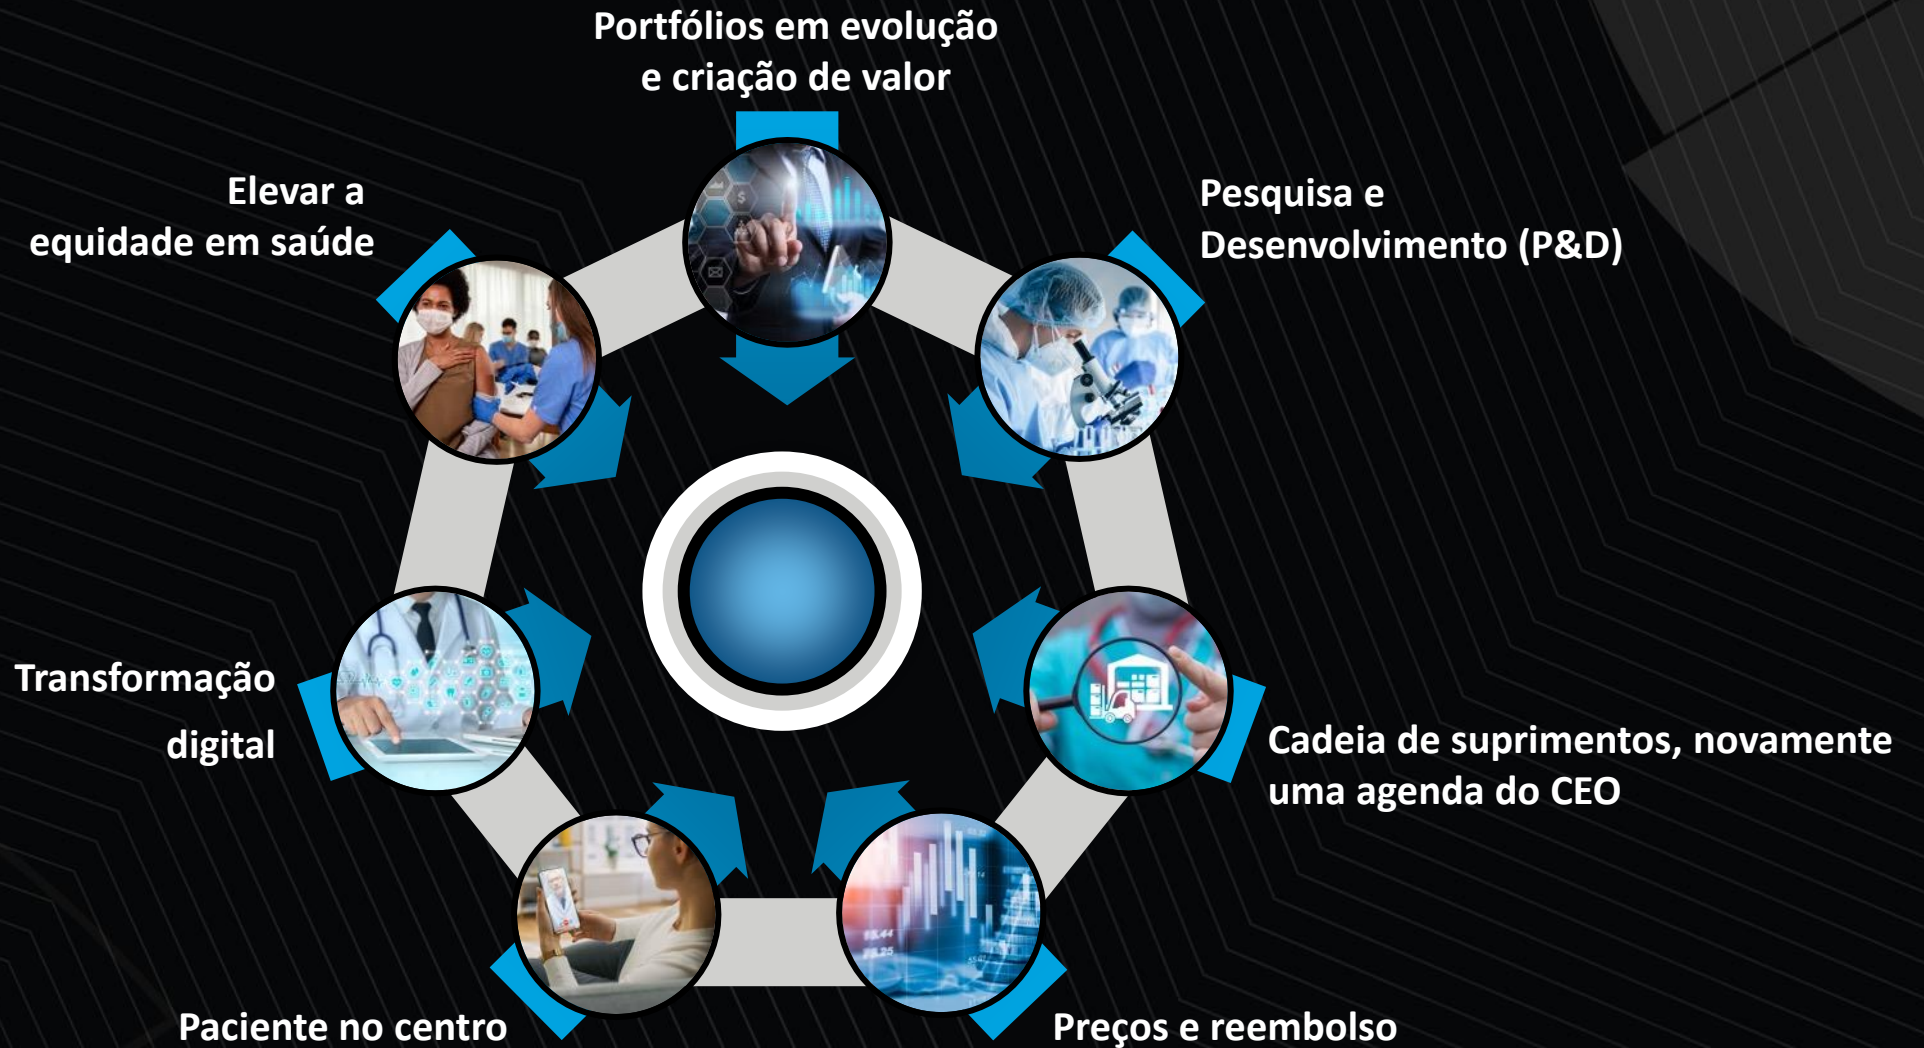 Portfólios em evolução
e criação de valor
Elevar a
equidade em saúde
Pesquisa e
Desenvolvimento (P&D)
Transformação
digital
Cadeia de suprimentos, novamente
uma agenda do CEO
Paciente no centro
Preços e reembolso